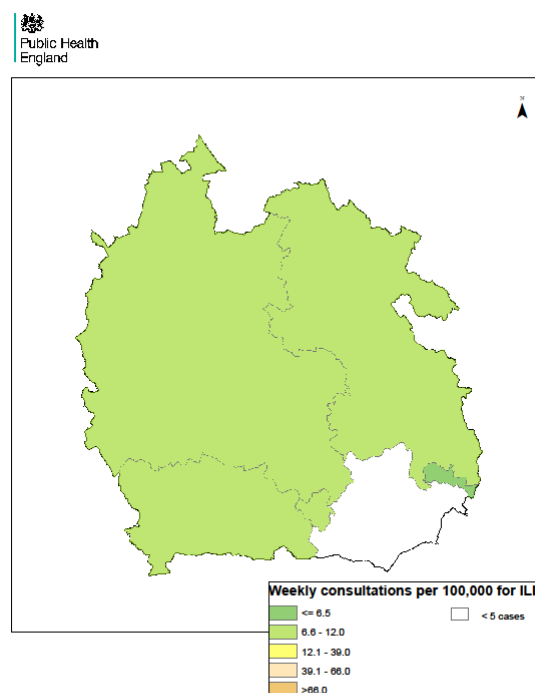 Public Health
England
N
Weekly consultations per 100,000 for ILI
<= 6.5
< 5 cases
6.6 - 12.0
12.1 - 39.0
39.1 - 66.0
>66.0